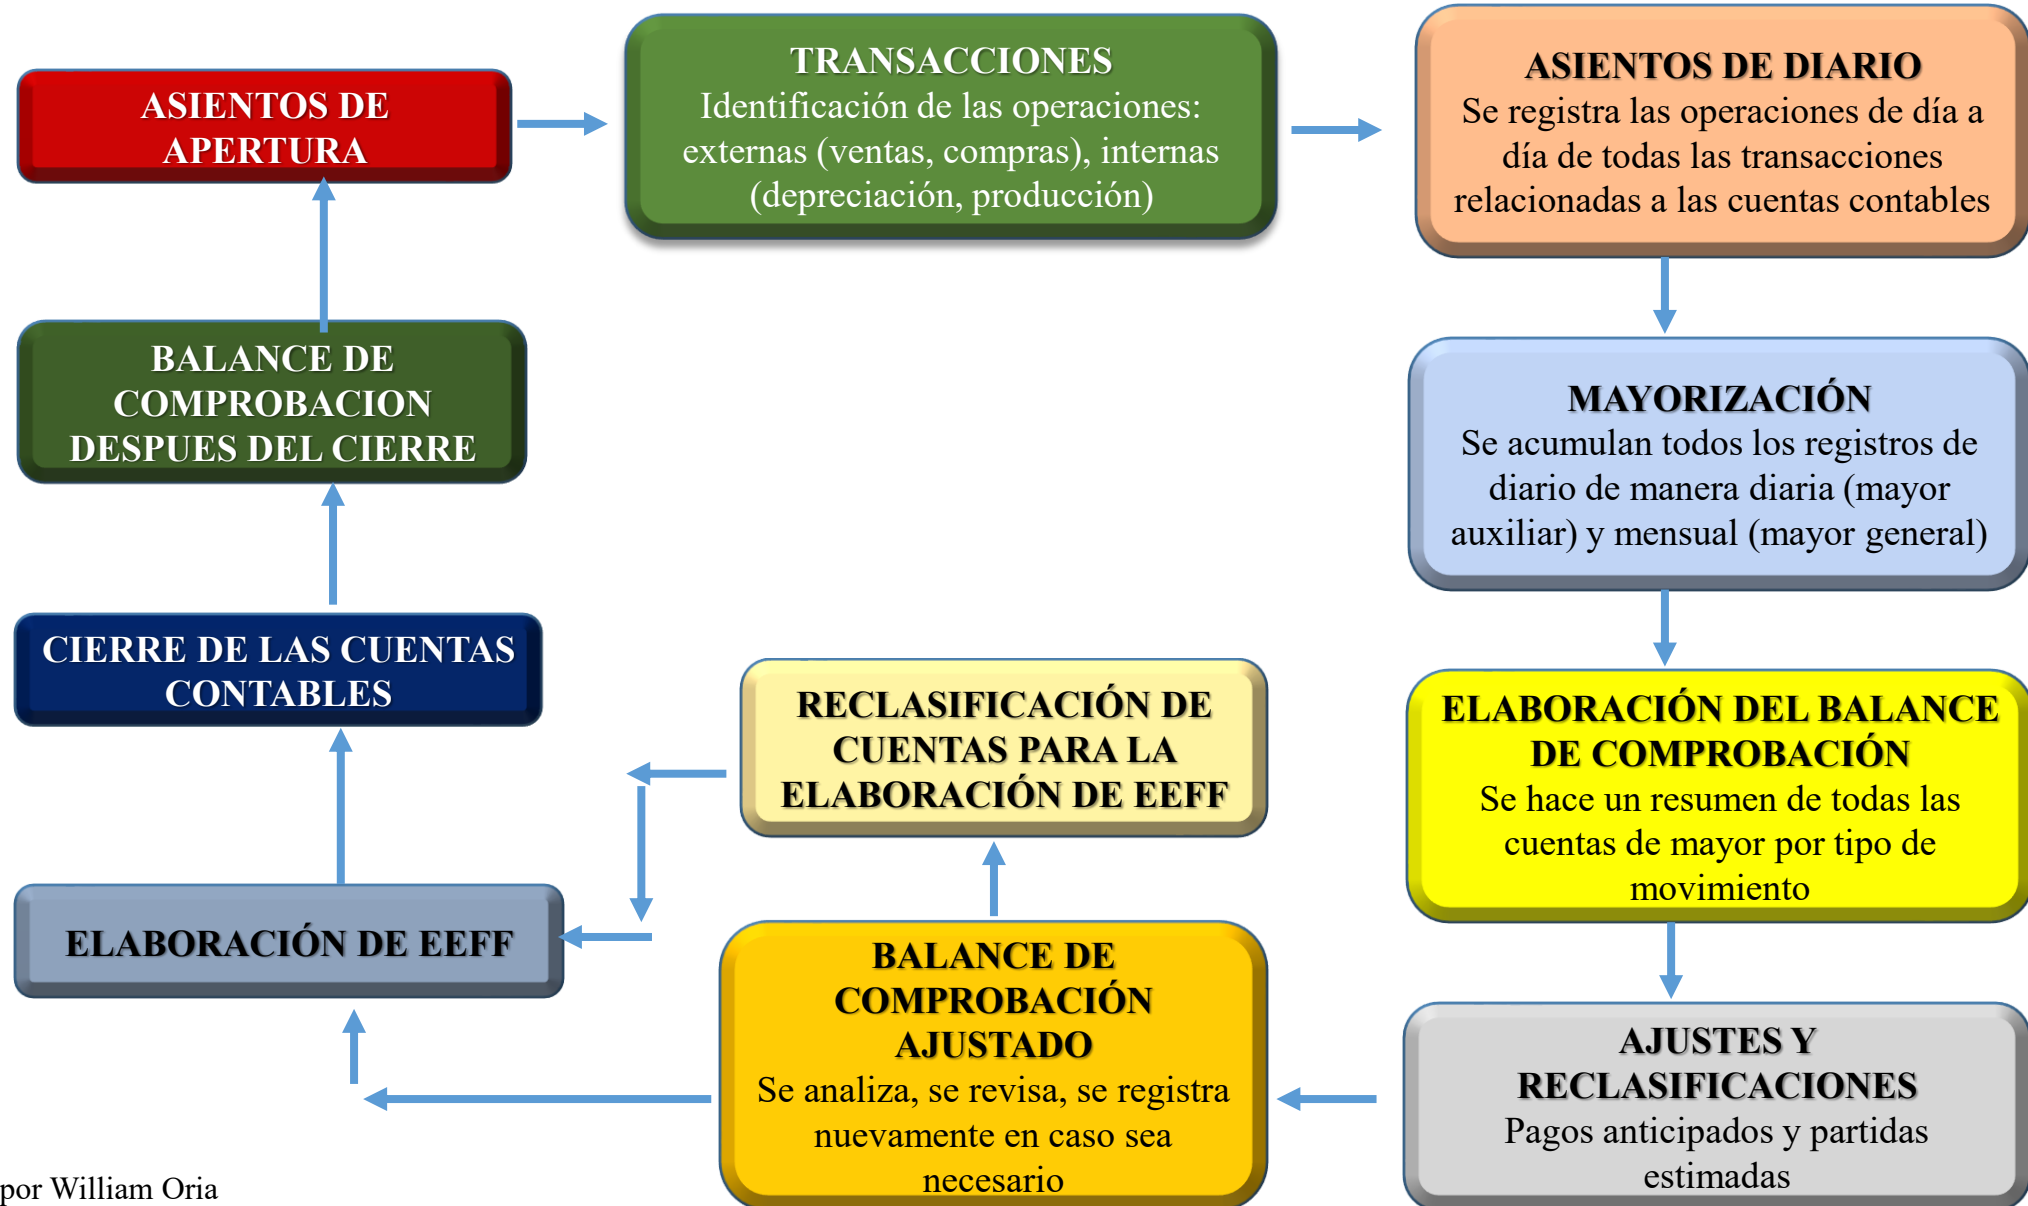 ASIENTOS DE
APERTURA
TRANSACCIONES
Identificación de las operaciones:
externas (ventas, compras), internas
(depreciación, producción)
ASIENTOS DE DIARIO
Se registra las operaciones de día a
día de todas las transacciones
relacionadas a las cuentas contables
MAYORIZACIÓN
Se acumulan todos los registros de
diario de manera diaria (mayor
auxiliar) y mensual (mayor general)
ELABORACIÓN DEL BALANCE
DE COMPROBACIÓN
Se hace un resumen de todas las
cuentas de mayor por tipo de
movimiento
AJUSTES Y
RECLASIFICACIONES
Pagos anticipados y partidas
estimadas
BALANCE DE
COMPROBACIÓN
AJUSTADO
Se analiza, se revisa, se registra
nuevamente en caso sea
necesario
RECLASIFICACIÓN DE
CUENTAS PARA LA
ELABORACIÓN DE EEFF
ELABORACIÓN DE EEFF
CIERRE DE LAS CUENTAS
CONTABLES
BALANCE DE
COMPROBACION
DESPUES DEL CIERRE
por William Oria